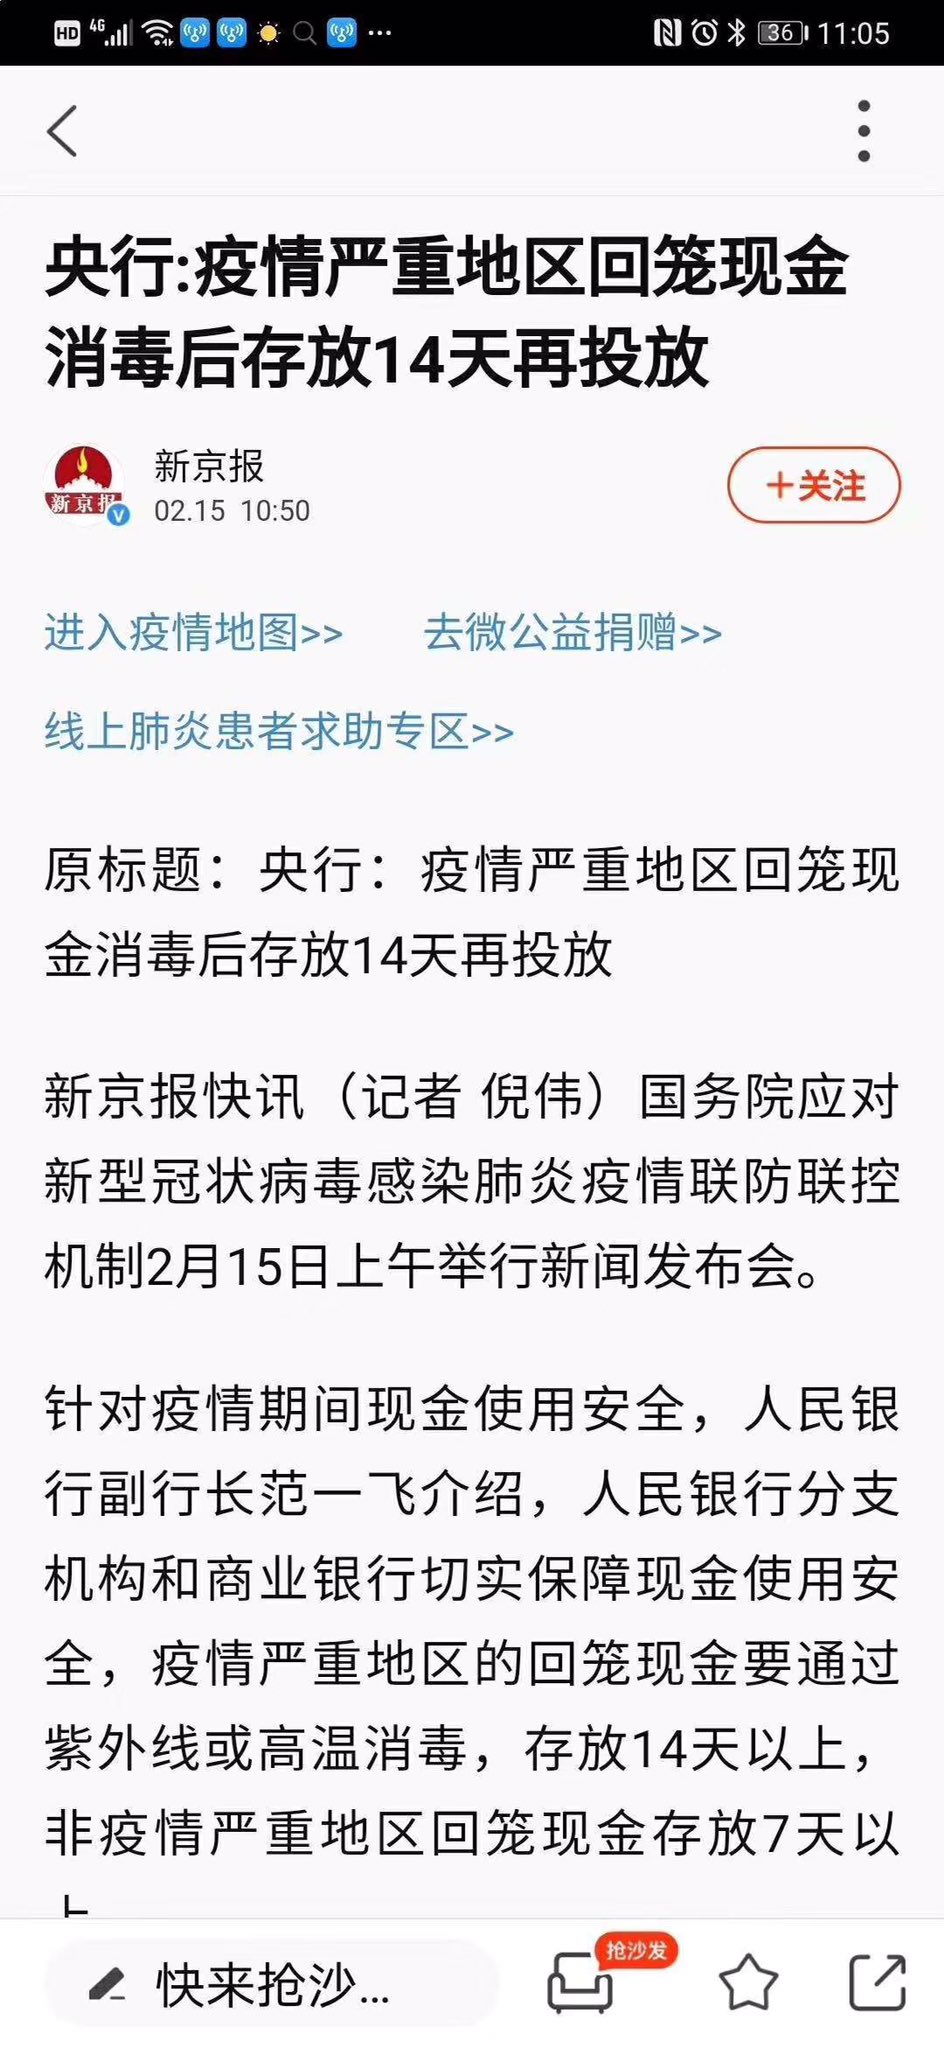 HD 4G 36 11:05
央行:疫情严重地区回笼现金
消毒后存放14天再投放
新京报
新京报
02.15 10:50
+关注
进入疫情地图>> 去微公益捐赠>>
线上肺炎患者求助专区>>
原标题：央行：疫情严重地区回笼现
金消毒后存放14天再投放
新京报快讯（记者 倪伟）国务院应对
新型冠状病毒感染肺炎疫情联防联控
机制2月15日上午举行新闻发布会。
针对疫情期间现金使用安全，人民银
行副行长范一飞介绍，人民银行分支
机构和商业银行切实保障现金使用安
全，疫情严重地区的回笼现金要通过
紫外线或高温消毒，存放14天以上，
非疫情严重地区回笼现金存放7天以
快来抢沙...
抢沙发